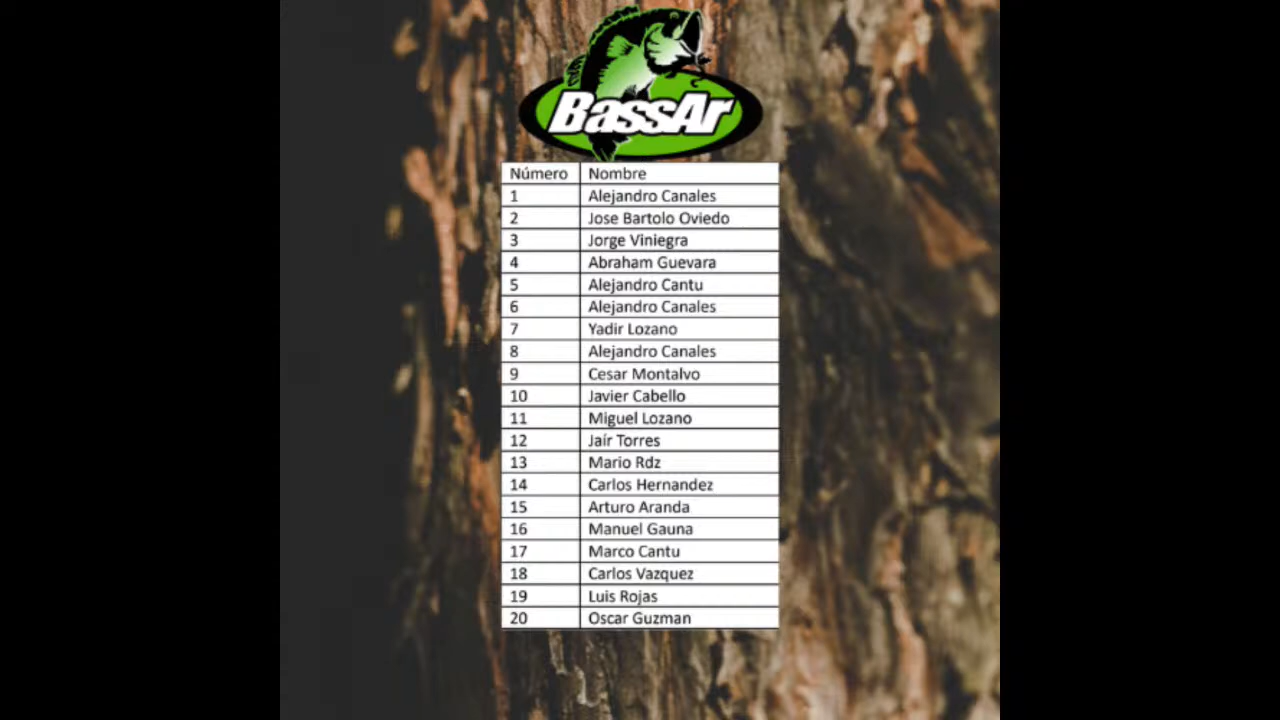 BassAr
Número Nombre
1 Alejandro Canales
2 Jose Bartolo Oviedo
3 Jorge Viniegra
4 Abraham Guevara
5 Alejandro Cantu
6 Alejandro Canales
7 Yadir Lozano
8 Alejandro Canales
9 Cesar Montalvo
10 Javier Cabello
11 Miguel Lozano
12 Jaír Torres
13 Mario Rdz
14 Carlos Hernandez
15 Arturo Aranda
16 Manuel Gauna
17 Marco Cantu
18 Carlos Vazquez
19 Luis Rojas
20 Oscar Guzman